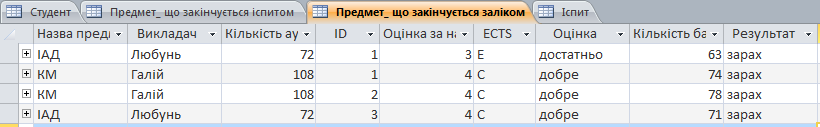 Студент Предмет_ що закінчується іспитом Предмет_ що закінчується заліком Іспит
Назва пред Викладач Кількість ау ID Оцінка за на ECTS Оцінка Кількість ба Результат
ІАД Любунь 72 1 3 E достатньо 63 зарах
КМ Галій 108 1 4 C добре 74 зарах
КМ Галій 108 2 4 C добре 78 зарах
ІАД Любунь 72 3 4 C добре 71 зарах